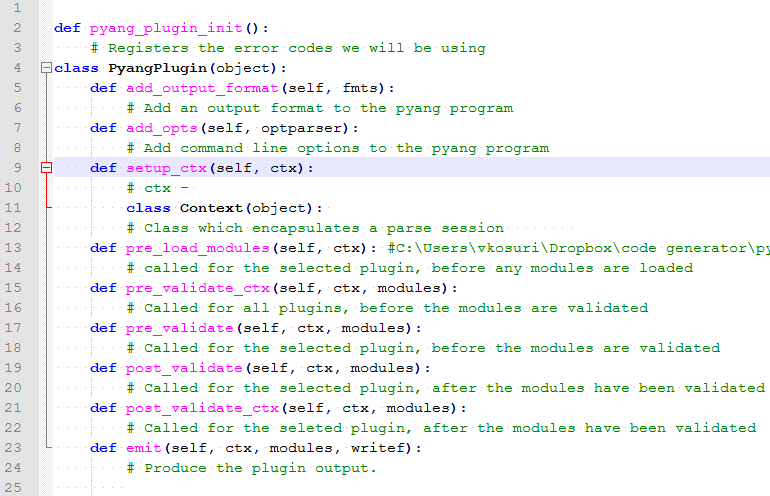 1
2 def pyang_plugin_init():
3 # Registers the error codes we will be using
4 class PyangPlugin(object):
5 def add_output_format(self, fmts):
6 # Add an output format to the pyang program
7 def add_opts(self, optparser):
8 # Add command line options to the pyang program
9 def setup_ctx(self, ctx):
10 # ctx -
11 class Context(object):
12 # Class which encapsulates a parse session
13 def pre_load_modules(self, ctx): #C:\Users\vkosuri\Dropbox\code generator\py
14 # called for the selected plugin, before any modules are loaded
15 def pre_validate_ctx(self, ctx, modules):
16 # Called for all plugins, before the modules are validated
17 def pre_validate(self, ctx, modules):
18 # Called for the selected plugin, before the modules are validated
19 def post_validate(self, ctx, modules):
20 # Called for the selected plugin, after the modules have been validated
21 def post_validate_ctx(self, ctx, modules):
22 # Called for the seleted plugin, after the modules have been validated
23 def emit(self, ctx, modules, writef):
24 # Produce the plugin output.
25